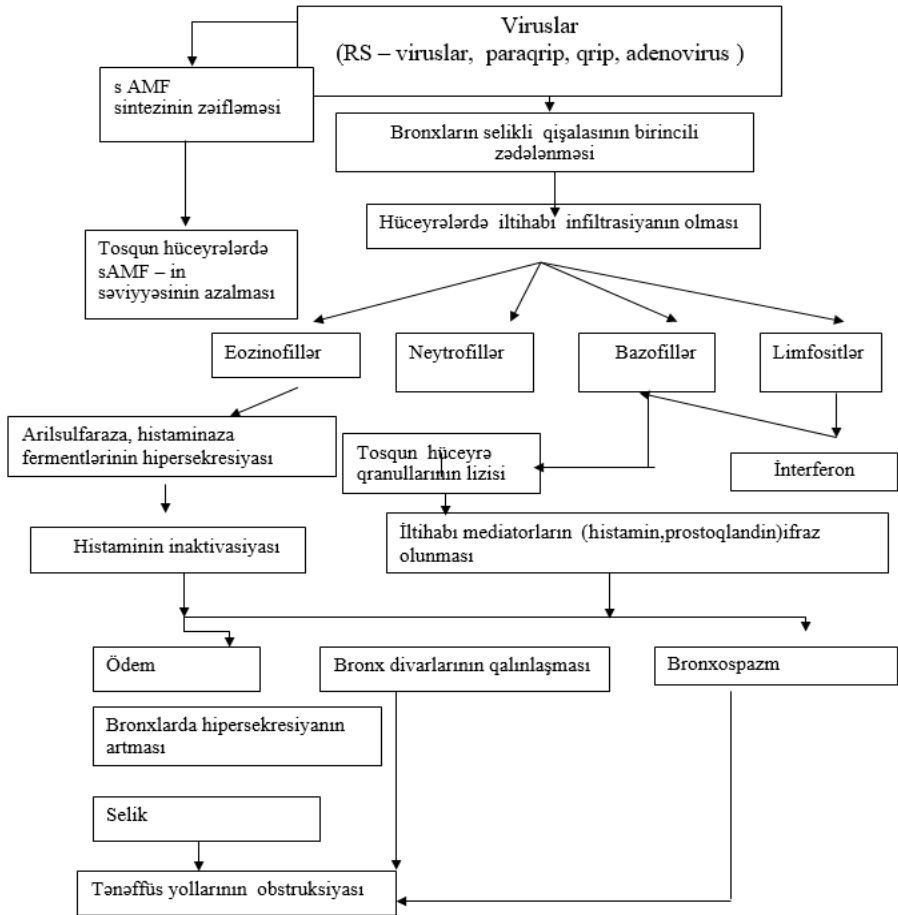 Viruslar
(RS – viruslar, paraqrip, qrip, adenovirus )
s AMF
sintezinin zəifləməsi
Bronxların selikli qişalasının birincili
zədələnməsi
Hüceyrələrdə iltihabı infiltrasiyanın olması
Tosqun hüceyrələrdə
sAMF – in
səviyyəsinin azalması
Eozinofillər
Neytrofillər
Bazofillər
Limfositlər
Arilsulfaraza, histaminaza
fermentlərinin hipersekresiyası
Tosqun hüceyrə
qranullarının lizisi
İnterferon
Histaminin inaktivasiyası
İltihabı mediatorların (histamin,prostoqlandin)ifraz
olunması
Ödem
Bronx divarlarının qalınlaşması
Bronxospazm
Bronxlarda hipersekresiyanın
artması
Selik
Tənəffüs yollarının obstruksiyası